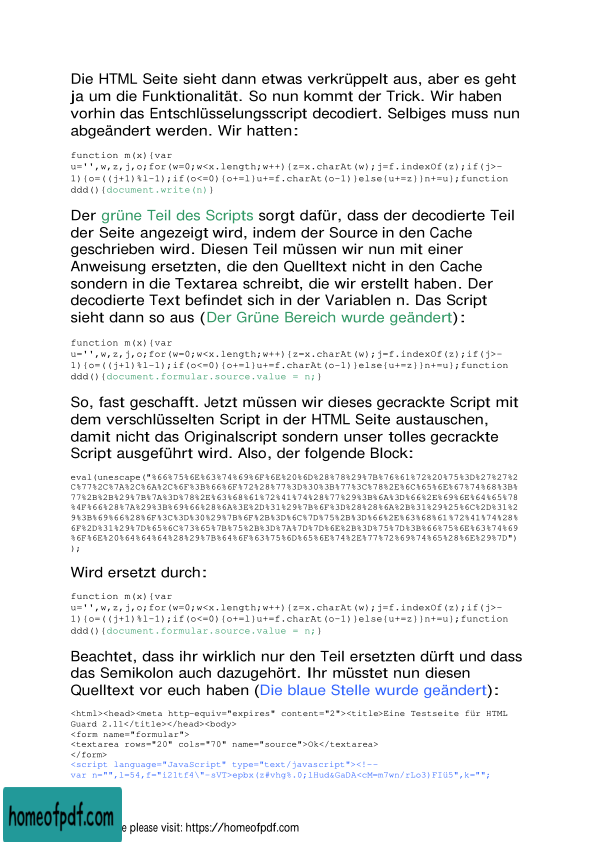 Die HTML Seite sieht dann etwas verkrüppelt aus, aber es geht
ja um die Funktionalität. So nun kommt der Trick. Wir haben
vorhin das Entschlüsselungsscript decodiert. Selbiges muss nun
abgeändert werden. Wir hatten:
function m(x){var
u='',w,z,j,o;for(w=0;w<x.length;w++){z=x.charAt(w);j=f.indexOf(z);if(j>-
1){o=((j+1)%l-1);if(o<=0){o+=l}u+=f.charAt(o-1)}else{u+=z}}n+=u};function
ddd(){document.write(n)}
Der grüne Teil des Scripts sorgt dafür, dass der decodierte Teil
der Seite angezeigt wird, indem der Source in den Cache
geschrieben wird. Diesen Teil müssen wir nun mit einer
Anweisung ersetzten, die den Quelltext nicht in den Cache
sondern in die Textarea schreibt, die wir erstellt haben. Der
decodierte Text befindet sich in der Variablen n. Das Script
sieht dann so aus (Der Grüne Bereich wurde geändert):
function m(x){var
u='',w,z,j,o;for(w=0;w<x.length;w++){z=x.charAt(w);j=f.indexOf(z);if(j>-
1){o=((j+1)%l-1);if(o<=0){o+=l}u+=f.charAt(o-1)}else{u+=z}}n+=u};function
ddd(){document.formular.source.value = n;}
So, fast geschafft. Jetzt müssen wir dieses gecrackte Script mit
dem verschlüsselten Script in der HTML Seite austauschen,
damit nicht das Originalscript sondern unser tolles gecrackte
Script ausgeführt wird. Also, der folgende Block:
eval(unescape("%66%75%6E%63%74%69%6F%6E%20%6D%28%78%29%7B%76%61%72%20%75%3D%27%27%2
C%77%2C%7A%2C%6A%2C%6F%3B%66%6F%72%28%77%3D%30%3B%77%3C%78%2E%6C%65%6E%67%74%68%3B%
77%2B%2B%29%7B%7A%3D%78%2E%63%68%61%72%41%74%28%77%29%3B%6A%3D%66%2E%69%6E%64%65%78
%4F%66%28%7A%29%3B%69%66%28%6A%3E%2D%31%29%7B%6F%3D%28%28%6A%2B%31%29%25%6C%2D%31%2
9%3B%69%66%28%6F%3C%3D%30%29%7B%6F%2B%3D%6C%7D%75%2B%3D%66%2E%63%68%61%72%41%74%28%
6F%2D%31%29%7D%65%6C%73%65%7B%75%2B%3D%7A%7D%7D%6E%2B%3D%75%7D%3B%66%75%6E%63%74%69
%6F%6E%20%64%64%64%28%29%7B%64%6F%63%75%6D%65%6E%74%2E%77%72%69%74%65%28%6E%29%7D")
);
Wird ersetzt durch:
function m(x){var
u='',w,z,j,o;for(w=0;w<x.length;w++){z=x.charAt(w);j=f.indexOf(z);if(j>-
1){o=((j+1)%l-1);if(o<=0){o+=l}u+=f.charAt(o-1)}else{u+=z}}n+=u};function
ddd(){document.formular.source.value = n;}
Beachtet, dass ihr wirklich nur den Teil ersetzten dürft und dass
das Semikolon auch dazugehört. Ihr müsstet nun diesen
Quelltext vor euch haben (Die blaue Stelle wurde geändert):
<html><head><meta http-equiv="expires" content="2"><title>Eine Testseite für HTML
Guard 2.11</title></head><body>
<form name="formular">
<textarea rows="20" cols="70" name="source">Ok</textarea>
</form>
<script language="JavaScript" type="text/javascript"><!--
var n="",l=54,f="i21tf4\"-sVT>epbx(z#vhg%.0;1Hud&GaDA<cM=m7wn/rLo3)FIü5",k="";
homeofpdf.com
e please visit: https://homeofpdf.com